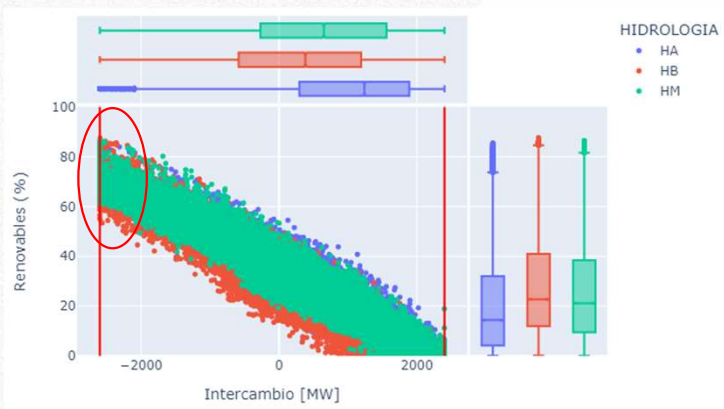 HIDROLOGIA
HA
HB
HM
100
80
60
40
20
0
Renovables (%)
−2000
0
2000
Intercambio [MW]